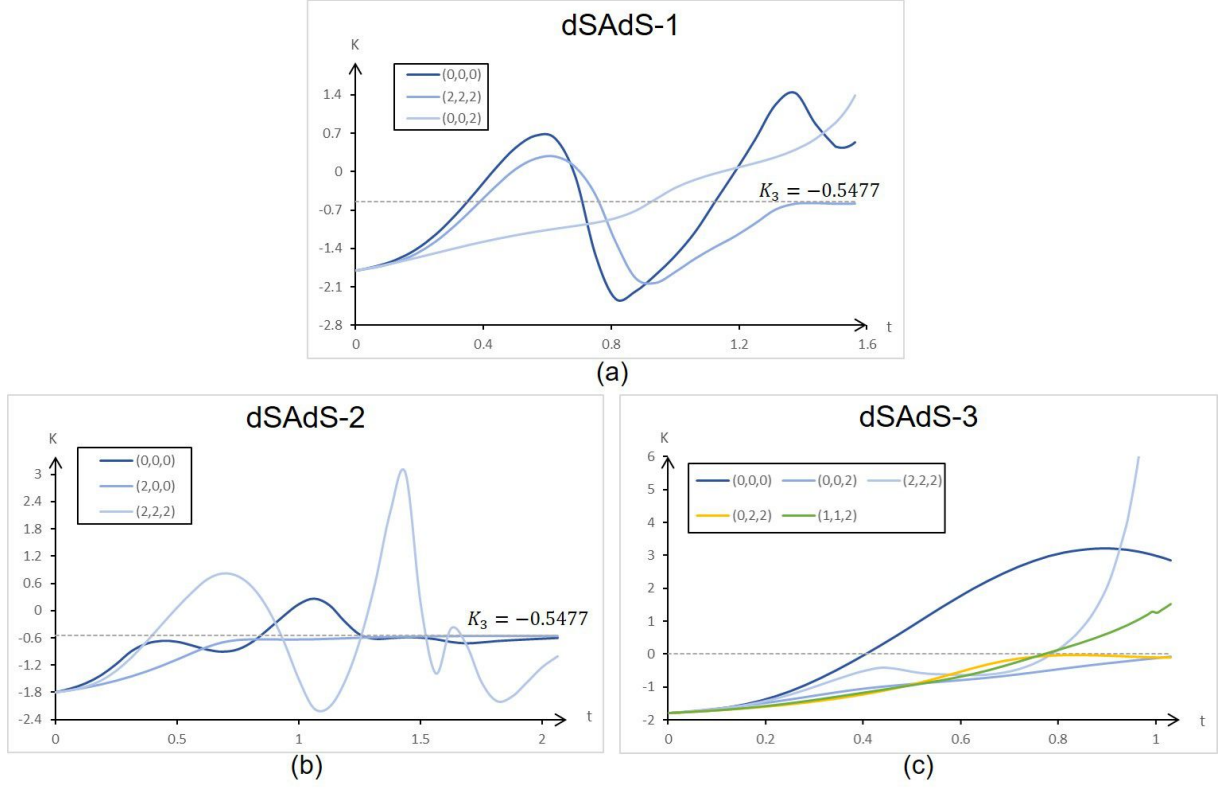 dSAdS-1
K
(0,0,0)
(2,2,2)
(0,0,2)
1.4
0.7
0
-0.7
-1.4
-2.1
-2.8
K₃ = −0.5477
0 0.4 0.8 1.2 1.6
t
(a)
dSAdS-2
K
(0,0,0)
(2,0,0)
(2,2,2)
3
2.4
1.8
1.2
0.6
0
-0.6
-1.2
-1.8
-2.4
K₃ = −0.5477
0 0.5 1 1.5 2
t
(b)
dSAdS-3
K
(0,0,0) (0,0,2) (2,2,2)
(0,2,2) (1,1,2)
6
5
4
3
2
1
0
-1
-2
0 0.2 0.4 0.6 0.8 1
t
(c)